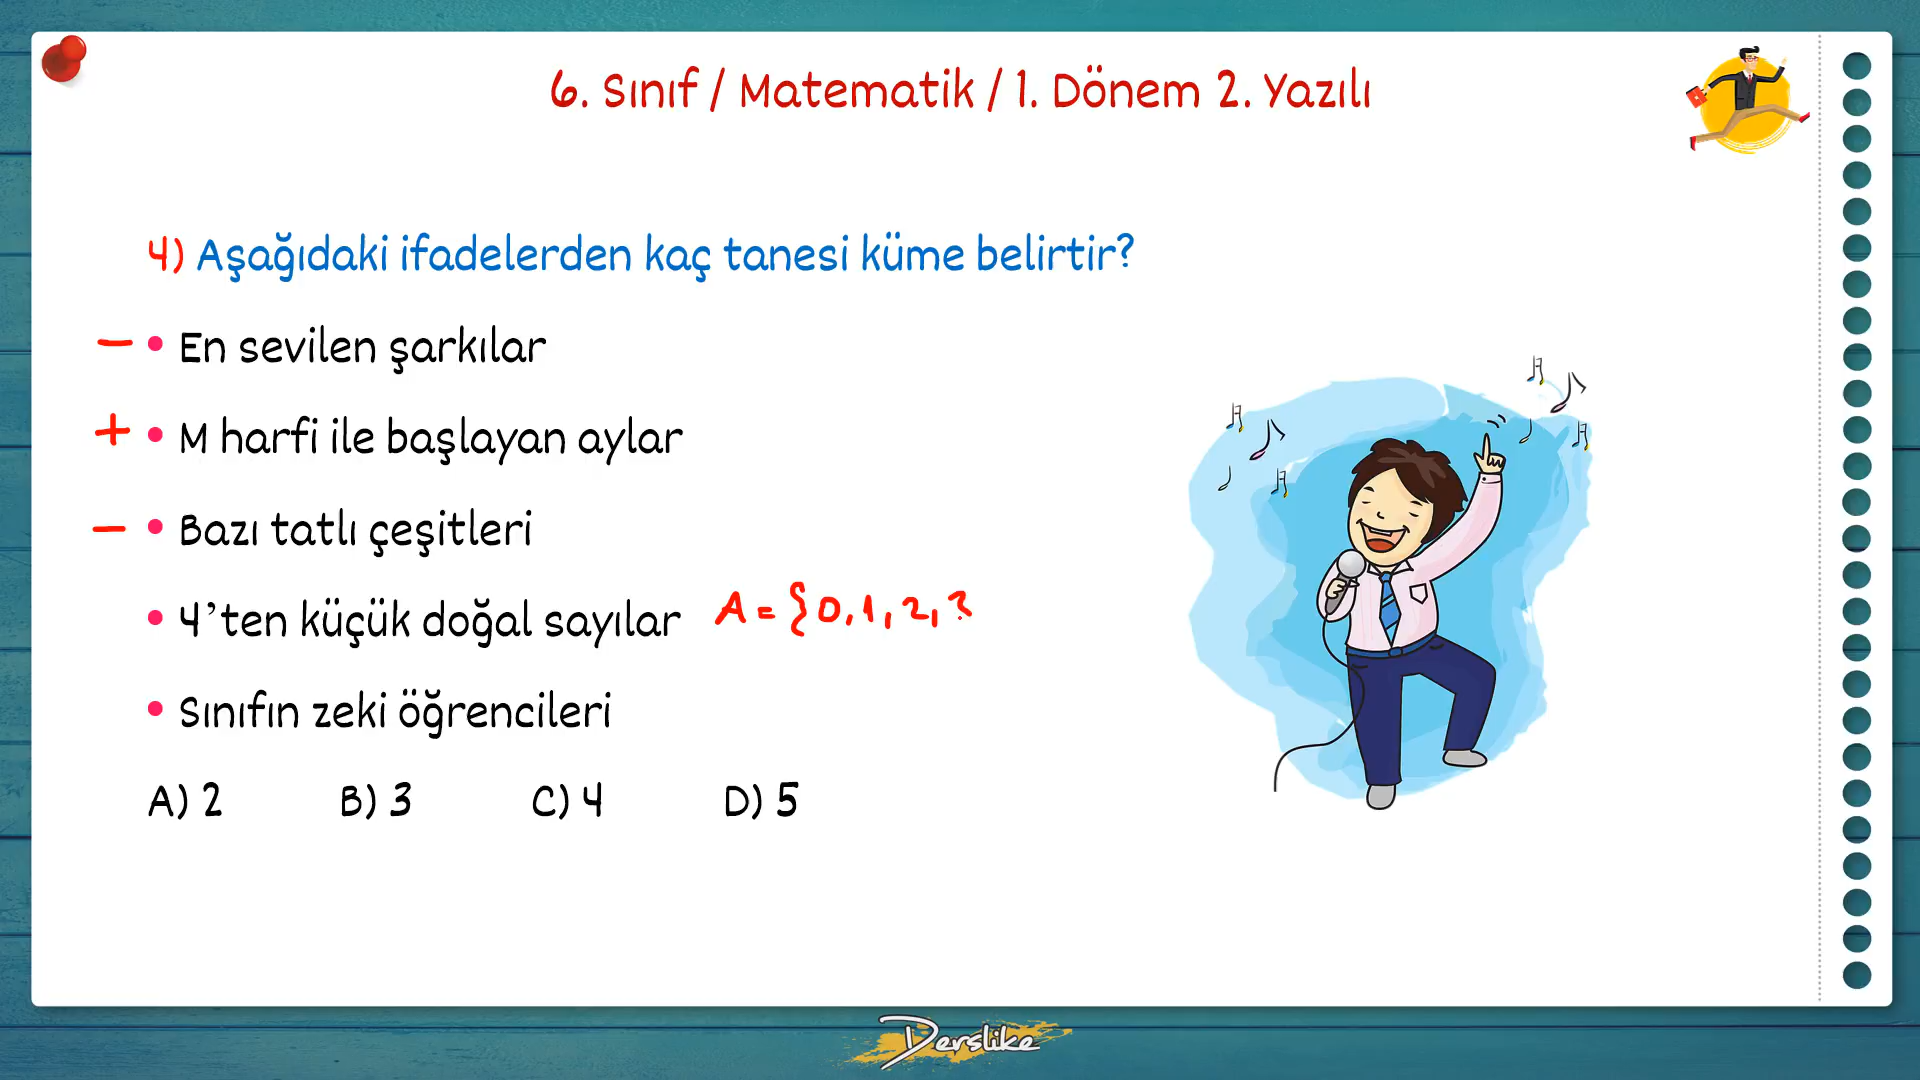 6. Sınıf / Matematik / 1. Dönem 2. Yazılı
4) Aşağıdaki ifadelerden kaç tanesi küme belirtir?
− • En sevilen şarkılar
+ • M harfi ile başlayan aylar
− • Bazı tatlı çeşitleri
• 4'ten küçük doğal sayılar A = {0, 1, 2, 3
• Sınıfın zeki öğrencileri
A) 2 B) 3 C) 4 D) 5
Derslike